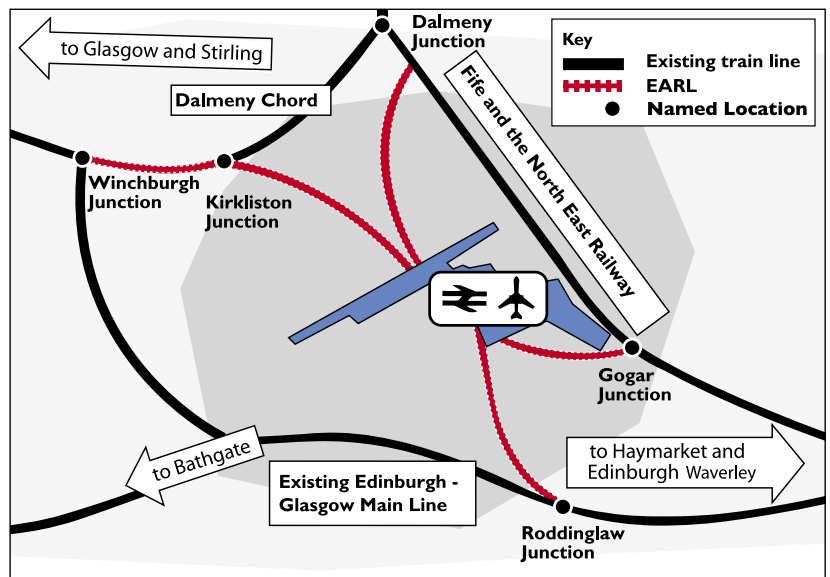 to Glasgow and Stirling
Dalmeny
Junction
Key
Existing train line
EARL
Named Location
Dalmeny Chord
Fife and the North East Railway
Winchburgh
Junction
Kirkliston
Junction
Gogar
Junction
to Bathgate
to Haymarket and
Edinburgh Waverley
Existing Edinburgh -
Glasgow Main Line
Roddinglaw
Junction